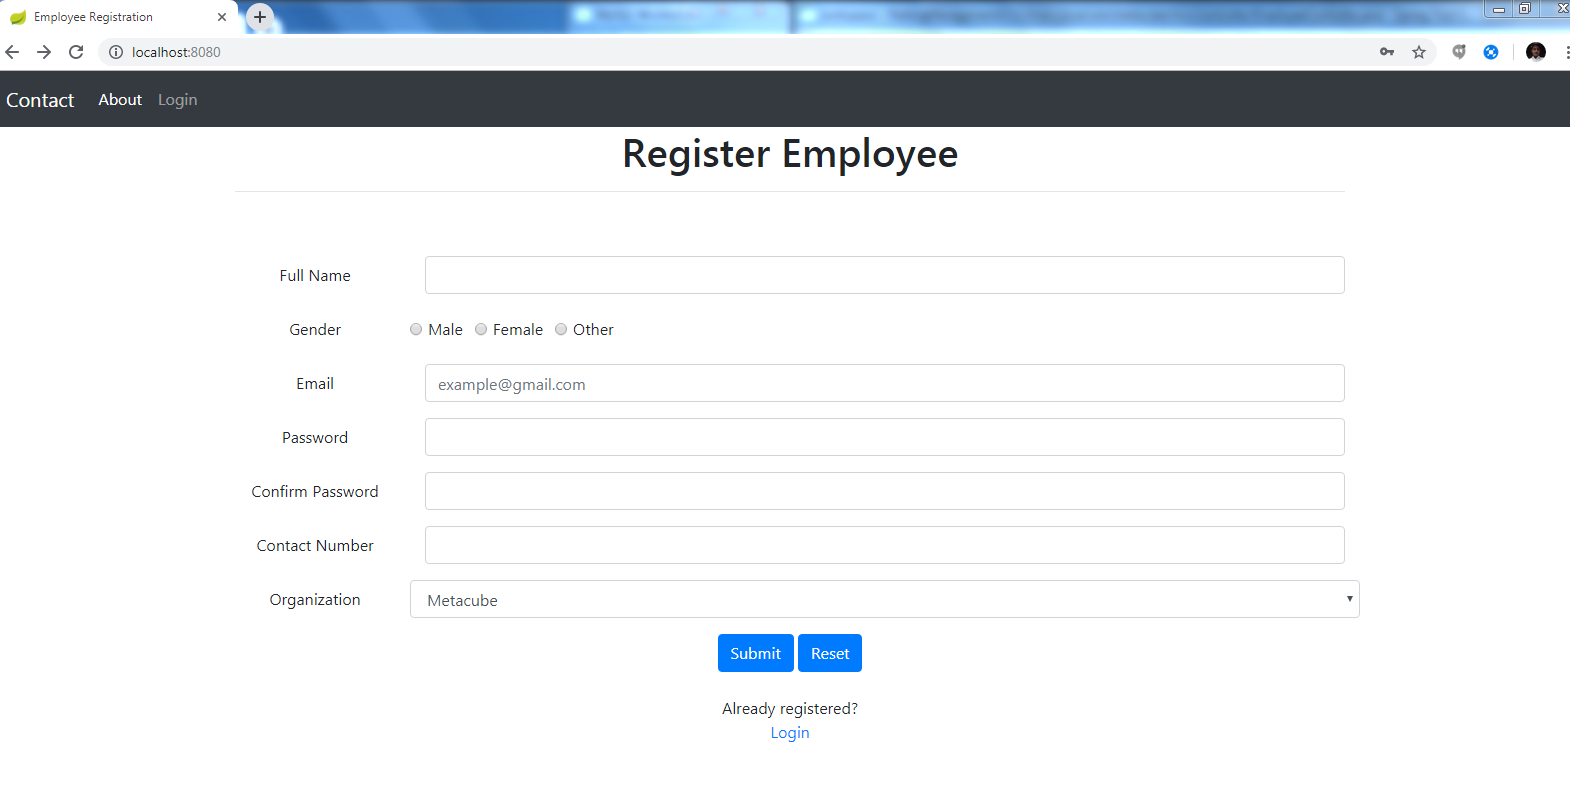 Employee Registration
localhost:8080
Contact About Login
Register Employee
Full Name
Gender Male Female Other
Email example@gmail.com
Password
Confirm Password
Contact Number
Organization Metacube
Submit Reset
Already registered?
Login